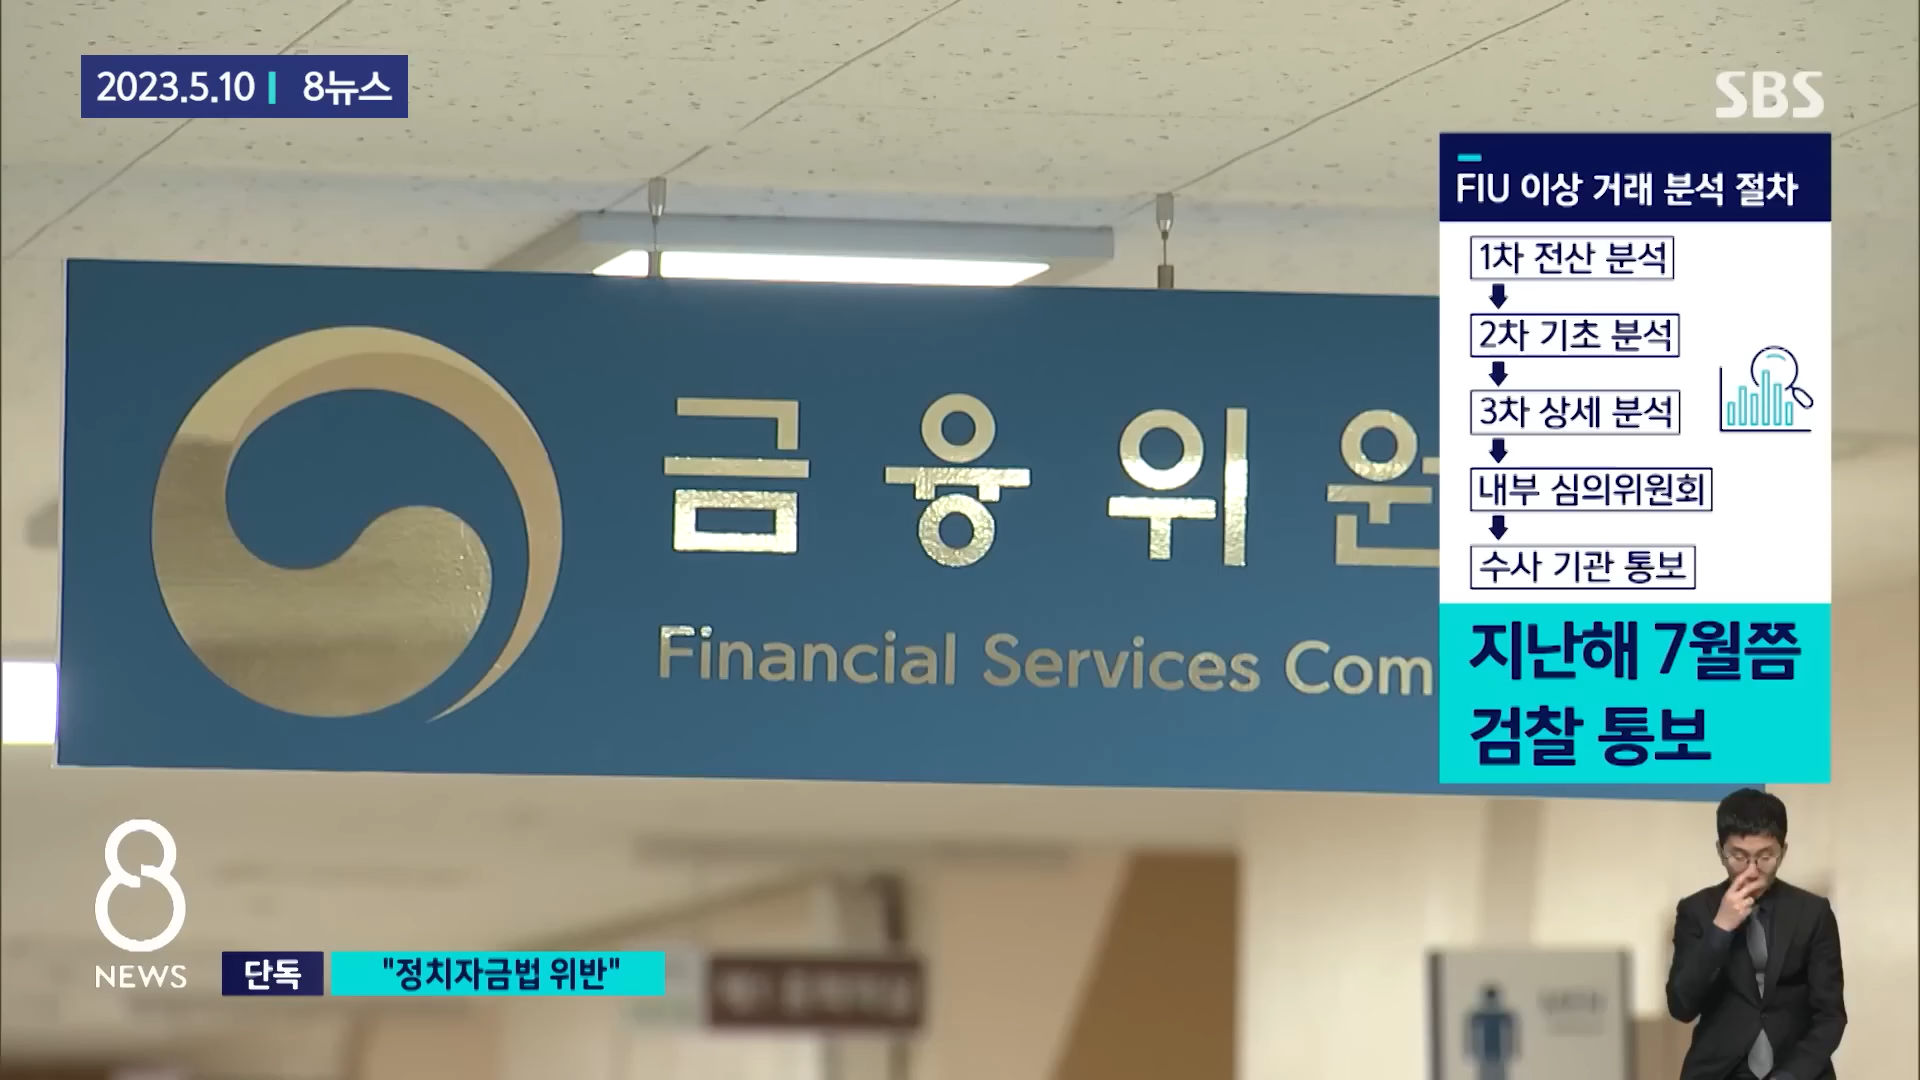 2023.5.10 | 8뉴스
SBS
FIU 이상 거래 분석 절차
1차 전산 분석
2차 기초 분석
3차 상세 분석
내부 심의위원회
수사 기관 통보
지난해 7월쯤
검찰 통보
금융위원
Financial Services Com
8
NEWS
단독
"정치자금법 위반"